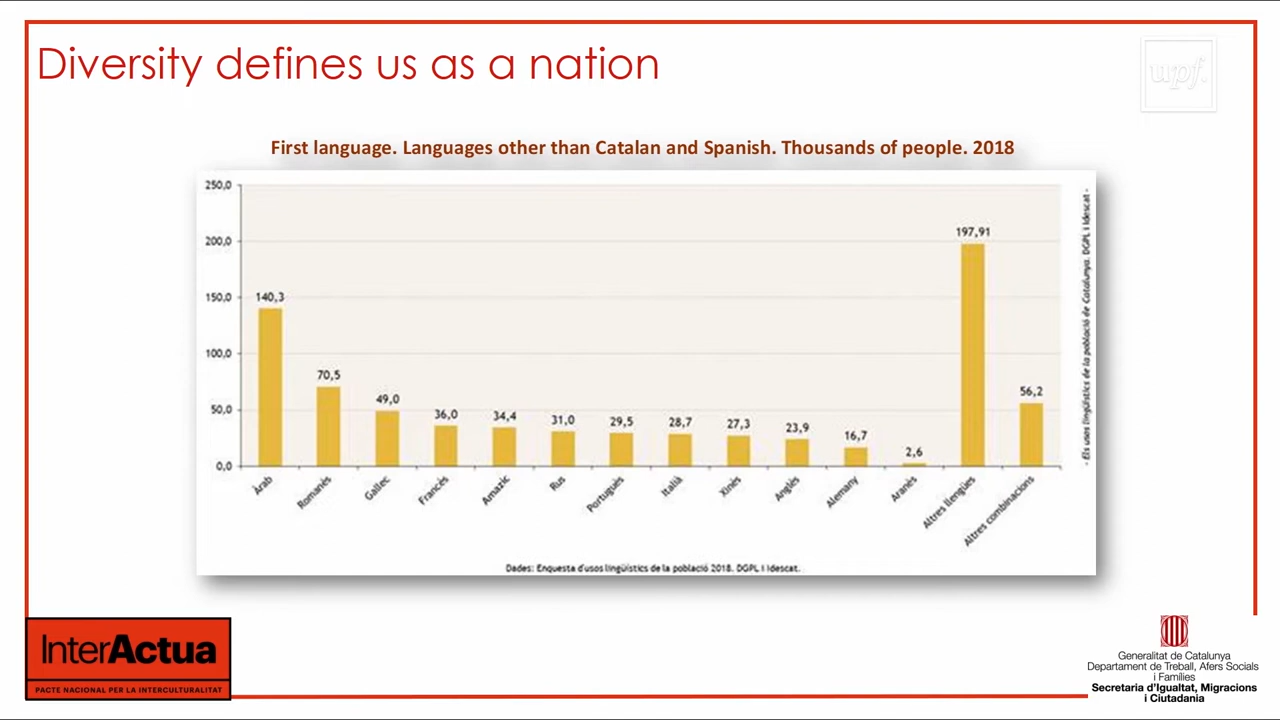 Diversity defines us as a nation
upf.
First language. Languages other than Catalan and Spanish. Thousands of people. 2018
250,0
200,0
150,0
100,0
50,0
0,0
140,3
70,5
49,0
36,0
34,4
31,0
29,5
28,7
27,3
23,9
16,7
2,6
197,91
56,2
Àrab
Romanès
Gallec
Francès
Amazic
Rus
Portuguès
Italià
Xinès
Anglès
Alemany
Aranès
Altres llengües
Altres combinacions
- Els usos lingüístics de la població de Catalunya. DGPL i Idescat -
Dades: Enquesta d'usos lingüístics de la població 2018. DGPL i Idescat.
InterActua
PACTE NACIONAL PER LA INTERCULTURALITAT
Generalitat de Catalunya
Departament de Treball, Afers Socials
i Famílies
Secretaria d'Igualtat, Migracions
i Ciutadania